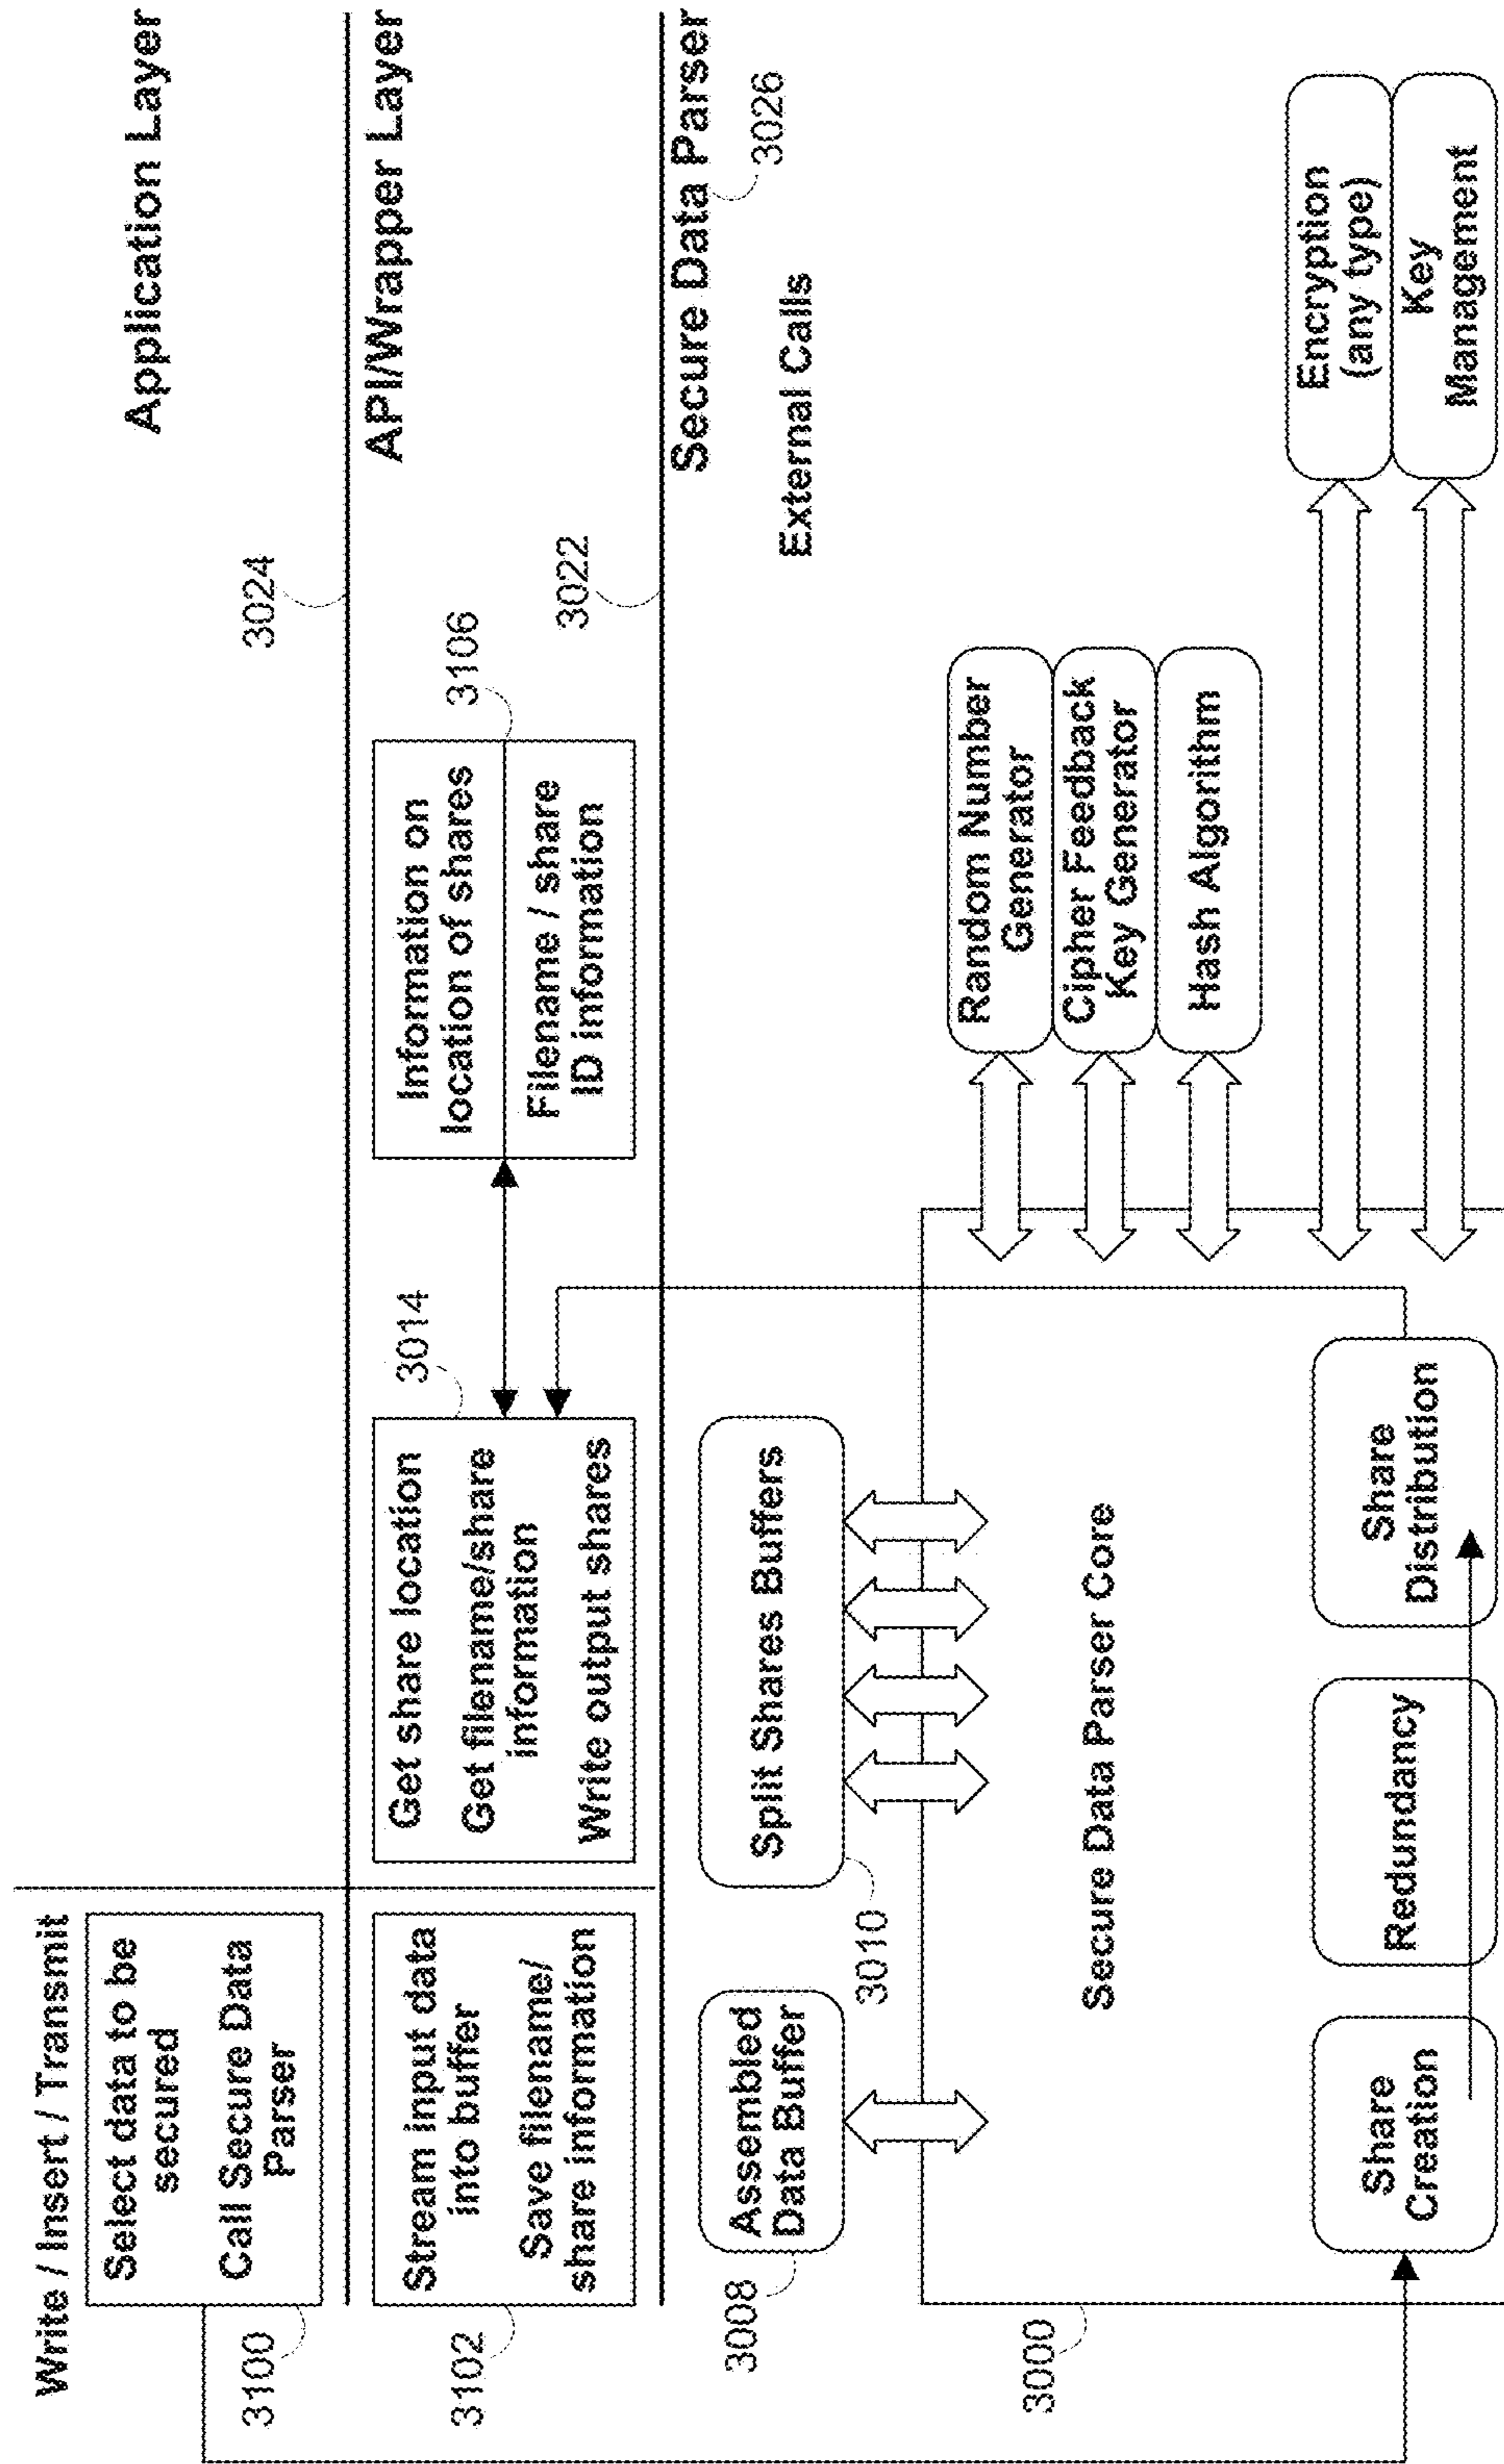 Write / Insert / Transmit
Select data to be
secured
Call Secure Data
Parser
3100
3024
Application Layer
Stream input data
into buffer
Save filename/
share information
3102
Get share location
Get filename/share
information
Write output shares
3014
Information on
location of shares
Filename / share
ID information
3106
API/Wrapper Layer
3022
Secure Data Parser
3026
External Calls
Assembled
Data Buffer
3008
Split Shares Buffers
3010
Secure Data Parser Core
3000
Random Number
Generator
Cipher Feedback
Key Generator
Hash Algorithm
Encryption
(any type)
Key
Management
Share
Creation
Redundancy
Share
Distribution